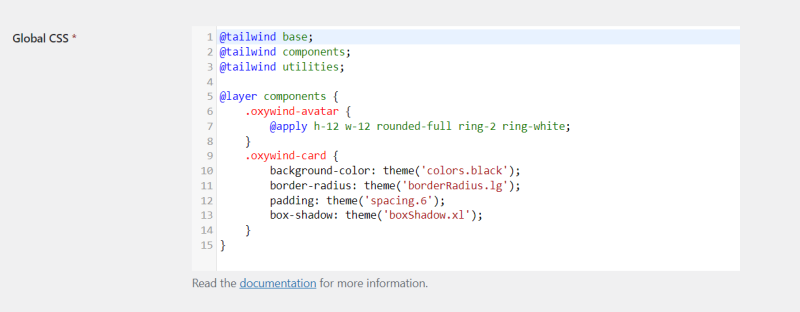 Global CSS *
1 @tailwind base;
2 @tailwind components;
3 @tailwind utilities;
4
5 @layer components {
6     .oxywind-avatar {
7         @apply h-12 w-12 rounded-full ring-2 ring-white;
8     }
9     .oxywind-card {
10         background-color: theme('colors.black');
11         border-radius: theme('borderRadius.lg');
12         padding: theme('spacing.6');
13         box-shadow: theme('boxShadow.xl');
14     }
15 }
Read the documentation for more information.